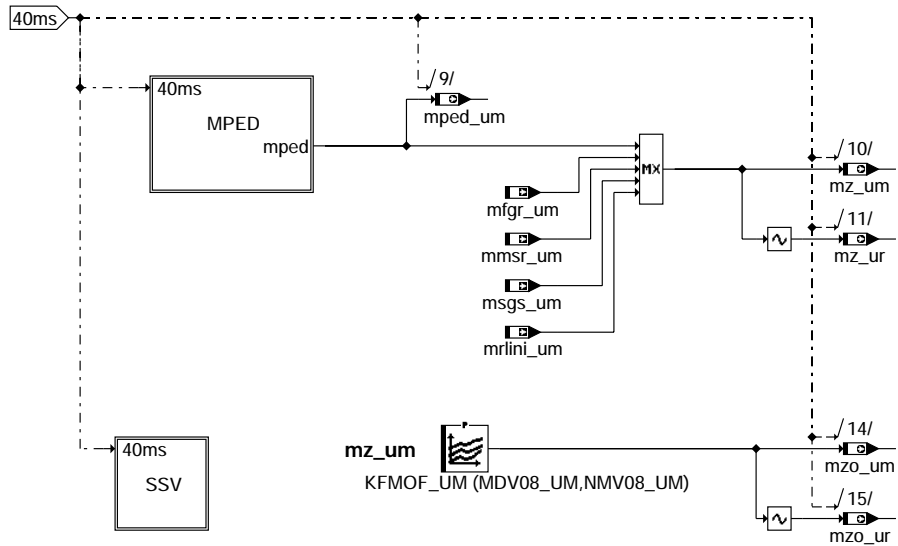 40ms
/9/
40ms
MPED
mped
mped_um
MX
/10/
mz_um
mfgr_um
/11/
mz_ur
mmsr_um
msgs_um
mrlini_um
40ms
SSV
mz_um
P
KFMOF_UM (MDV08_UM,NMV08_UM)
/14/
mzo_um
/15/
mzo_ur